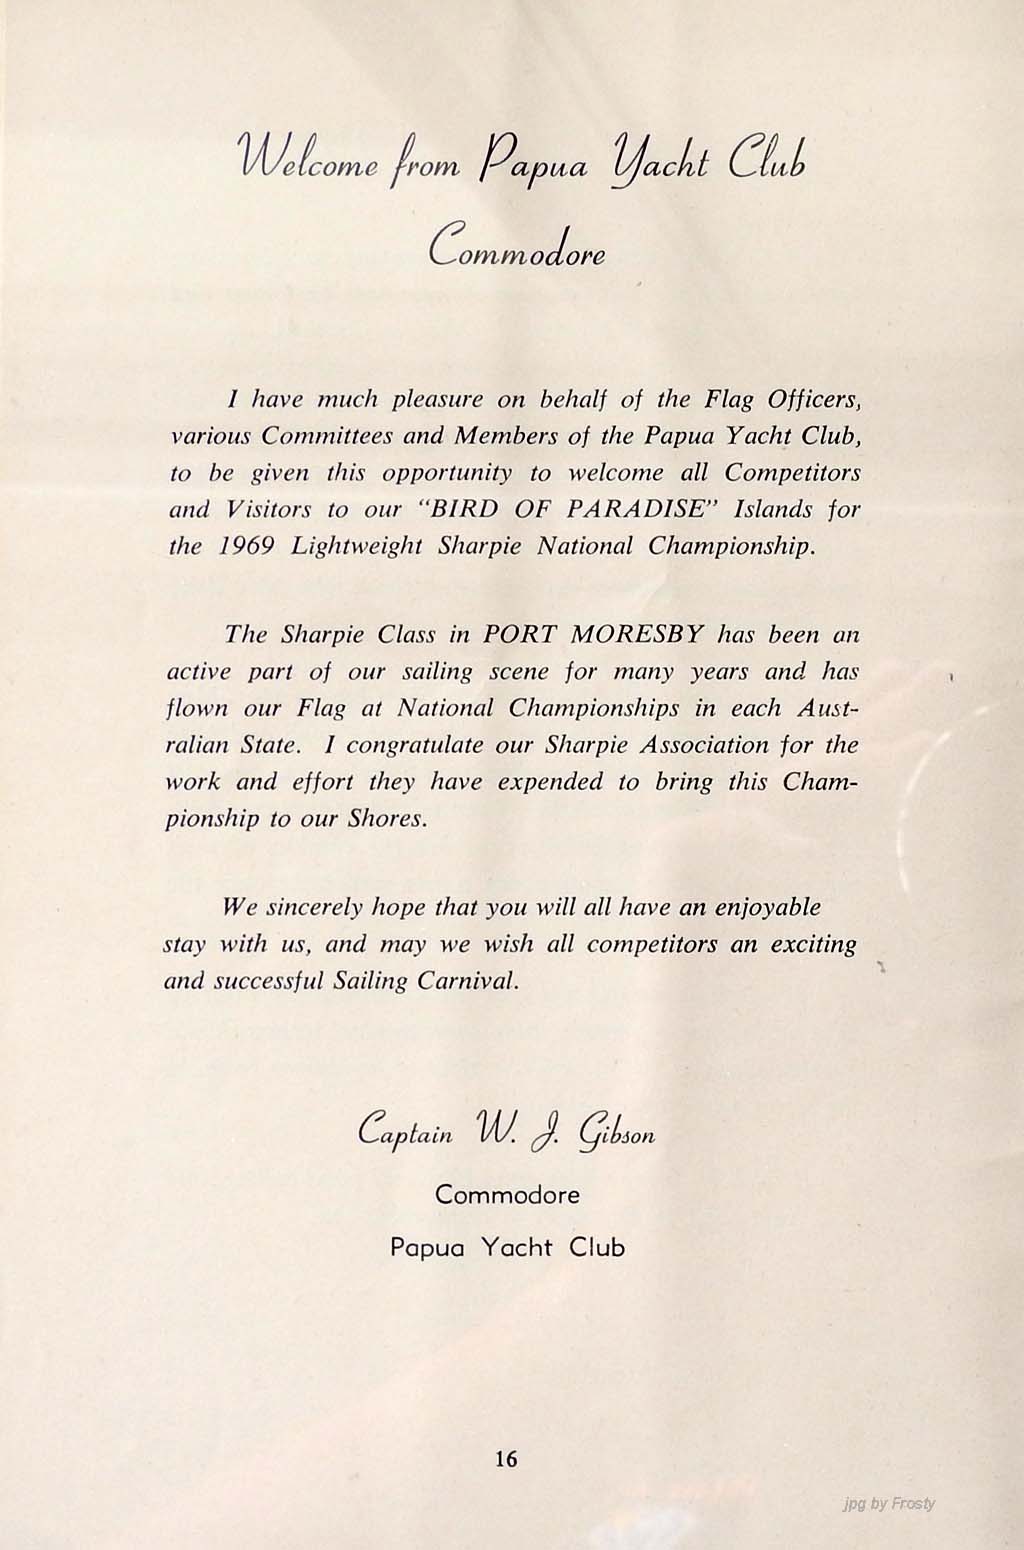 Welcome from Papua Yacht Club
Commodore
I have much pleasure on behalf of the Flag Officers,
various Committees and Members of the Papua Yacht Club,
to be given this opportunity to welcome all Competitors
and Visitors to our “BIRD OF PARADISE” Islands for
the 1969 Lightweight Sharpie National Championship.
The Sharpie Class in PORT MORESBY has been an
active part of our sailing scene for many years and has
flown our Flag at National Championships in each Aust-
ralian State. I congratulate our Sharpie Association for the
work and effort they have expended to bring this Cham-
pionship to our Shores.
We sincerely hope that you will all have an enjoyable
stay with us, and may we wish all competitors an exciting
and successful Sailing Carnival.
Captain W. J. Gibson
Commodore
Papua Yacht Club
16
jpg by Frosty